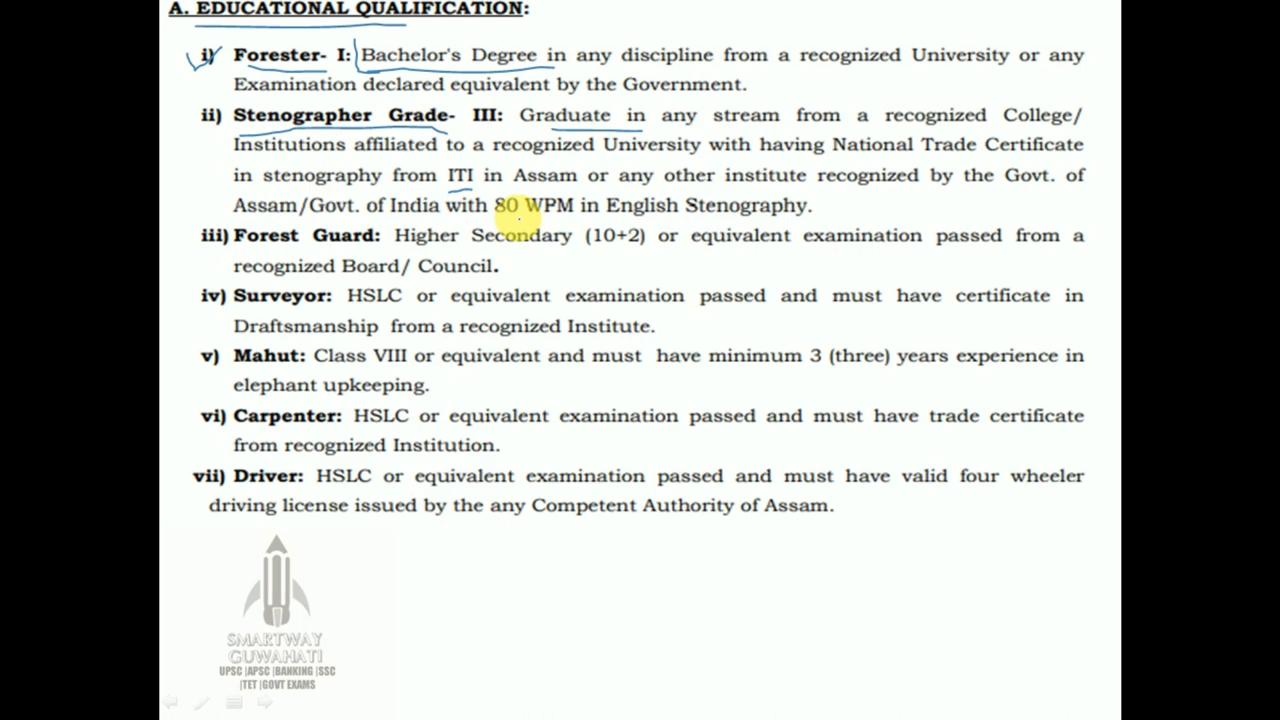 A. EDUCATIONAL QUALIFICATION:
i) Forester- I: Bachelor's Degree in any discipline from a recognized University or any
Examination declared equivalent by the Government.
ii) Stenographer Grade- III: Graduate in any stream from a recognized College/
Institutions affiliated to a recognized University with having National Trade Certificate
in stenography from ITI in Assam or any other institute recognized by the Govt. of
Assam/Govt. of India with 80 WPM in English Stenography.
iii) Forest Guard: Higher Secondary (10+2) or equivalent examination passed from a
recognized Board/ Council.
iv) Surveyor: HSLC or equivalent examination passed and must have certificate in
Draftsmanship from a recognized Institute.
v) Mahut: Class VIII or equivalent and must have minimum 3 (three) years experience in
elephant upkeeping.
vi) Carpenter: HSLC or equivalent examination passed and must have trade certificate
from recognized Institution.
vii) Driver: HSLC or equivalent examination passed and must have valid four wheeler
driving license issued by the any Competent Authority of Assam.
SMARTWAY
GUWAHATI
UPSC |APSC |BANKING |SSC
|TET |GOVT EXAMS